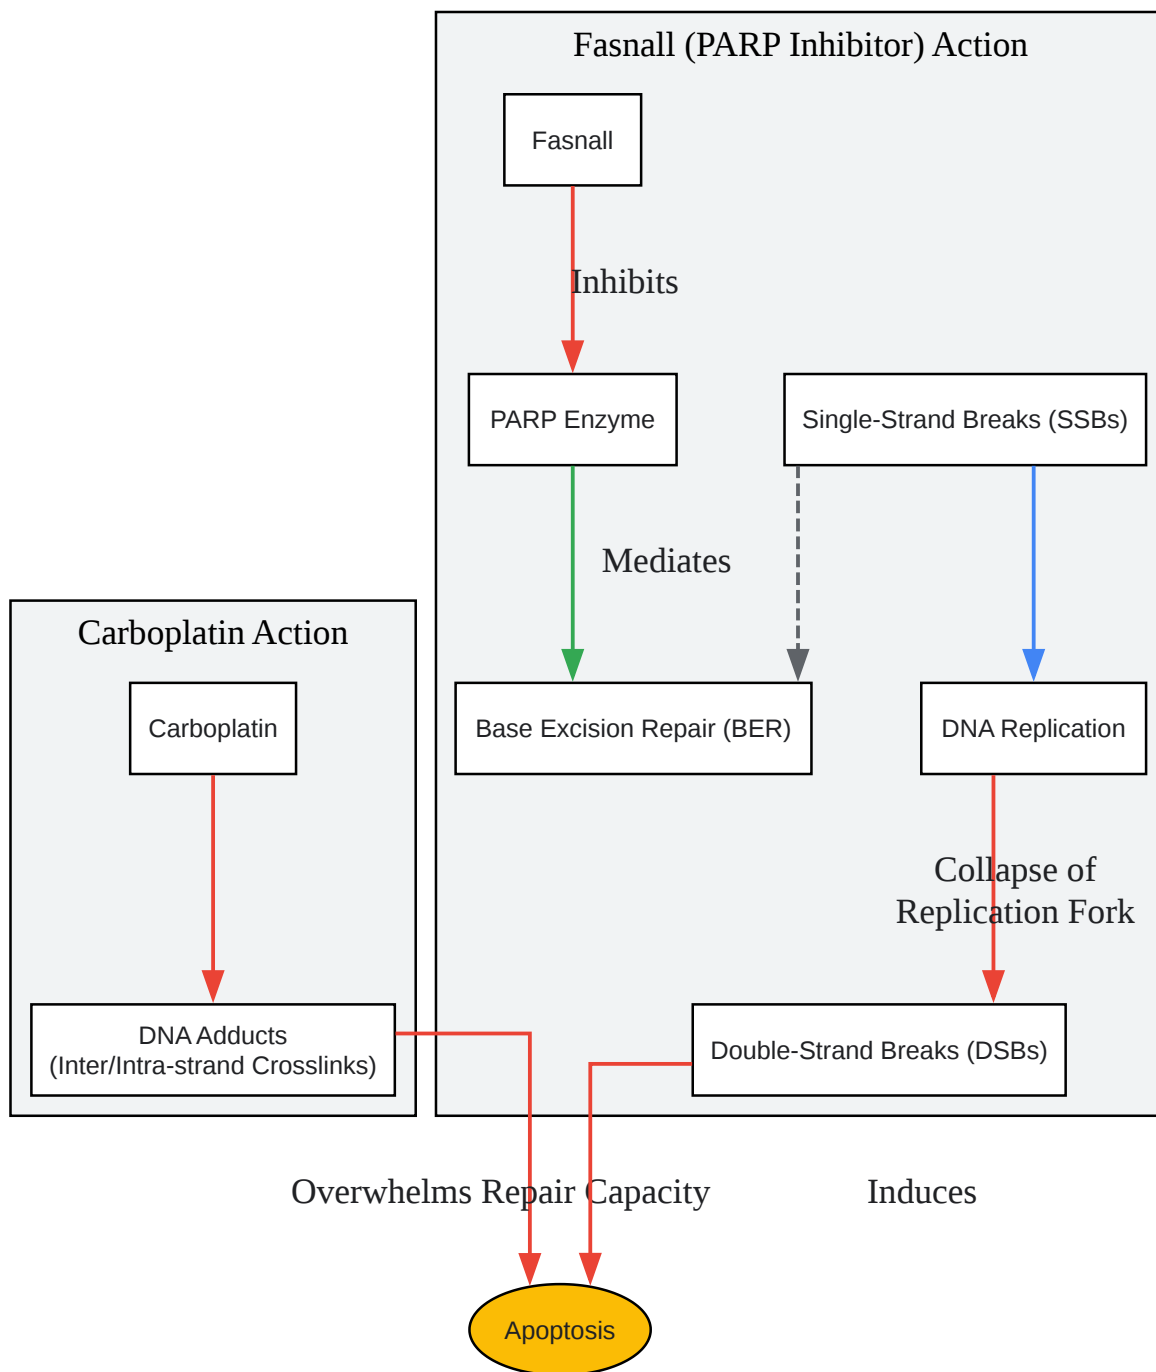 Fasnall (PARP Inhibitor) Action
Fasnall
Inhibits
PARP Enzyme
Single-Strand Breaks (SSBs)
Mediates
Carboplatin Action
Carboplatin
Base Excision Repair (BER)
DNA Replication
Collapse of
Replication Fork
DNA Adducts
(Inter/Intra-strand Crosslinks)
Double-Strand Breaks (DSBs)
Overwhelms Repair Capacity
Induces
Apoptosis